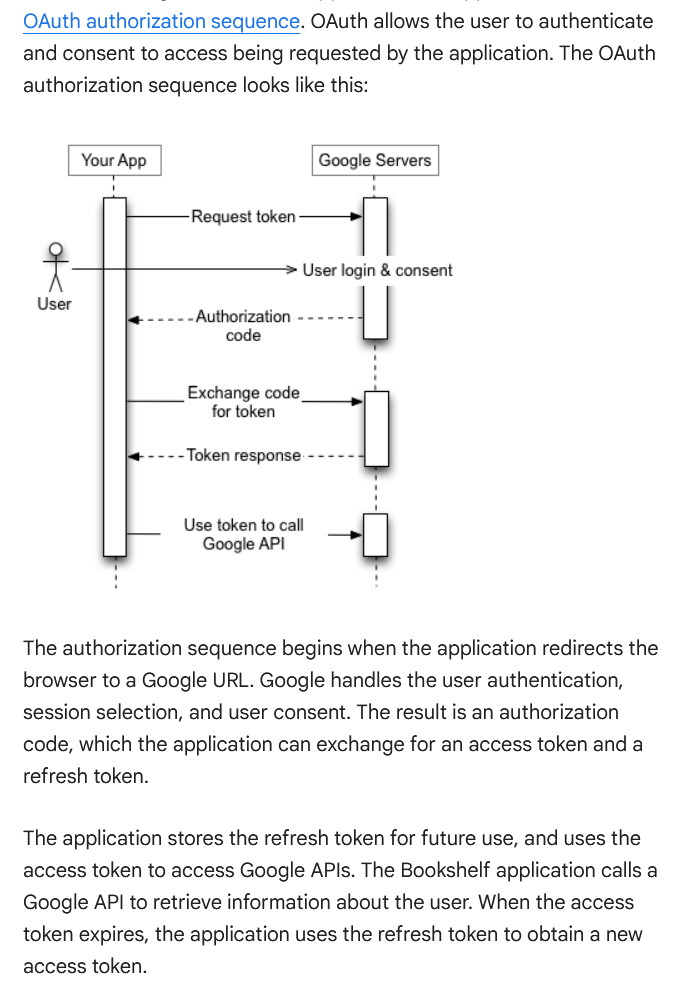 OAuth authorization sequence. OAuth allows the user to authenticate
and consent to access being requested by the application. The OAuth
authorization sequence looks like this:
Your App
Google Servers
Request token
User login & consent
User
Authorization
code
Exchange code
for token
Token response
Use token to call
Google API
The authorization sequence begins when the application redirects the
browser to a Google URL. Google handles the user authentication,
session selection, and user consent. The result is an authorization
code, which the application can exchange for an access token and a
refresh token.
The application stores the refresh token for future use, and uses the
access token to access Google APIs. The Bookshelf application calls a
Google API to retrieve information about the user. When the access
token expires, the application uses the refresh token to obtain a new
access token.